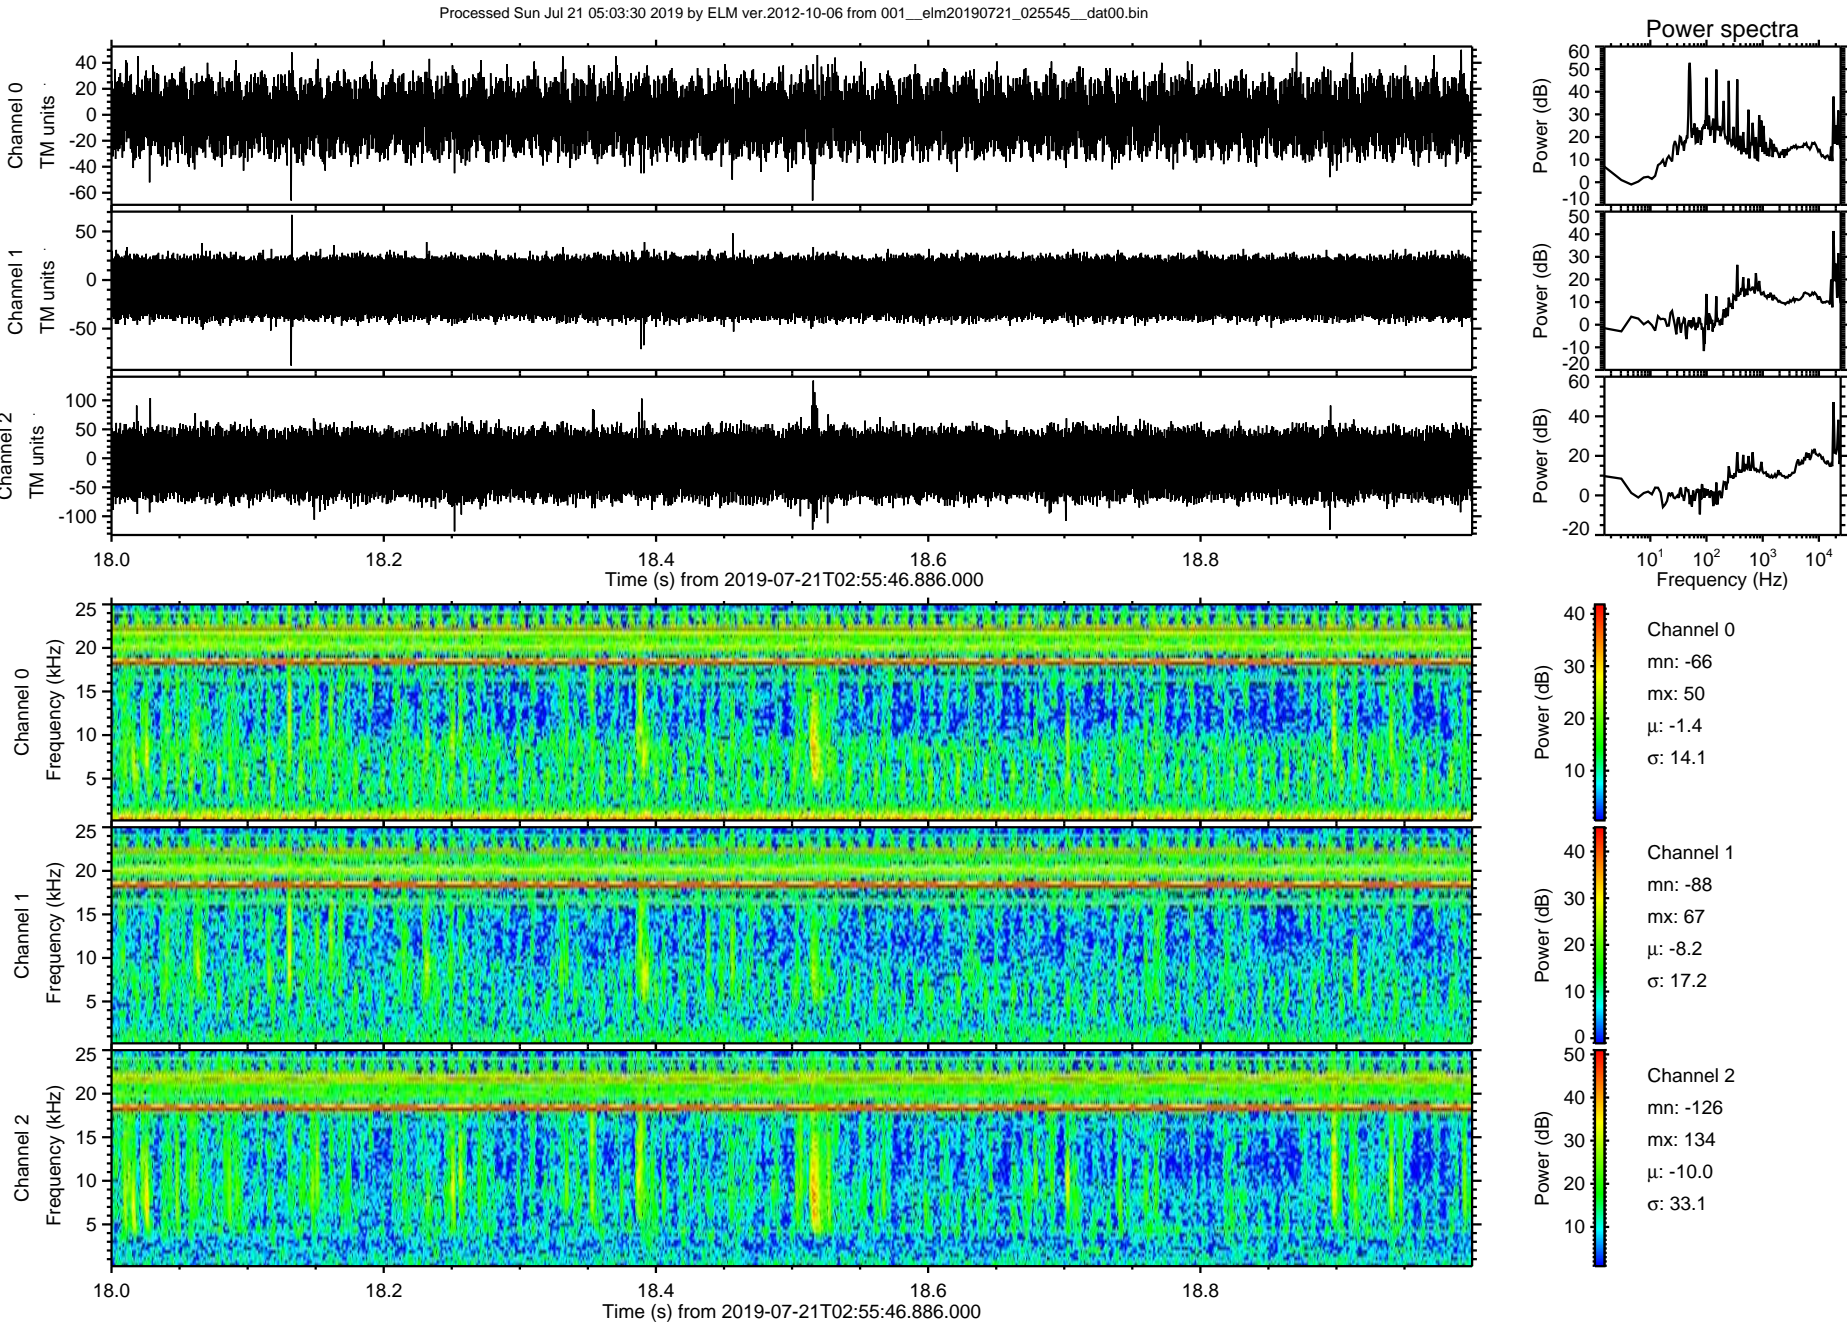 Processed Sun Jul 21 05:03:30 2019 by ELM ver.2012-10-06 from 001__elm20190721_025545__dat00.bin
Power spectra
Channel 0
TM units
40
20
0
-20
-40
-60
Power (dB)
60
50
40
30
20
10
0
-10
Channel 1
TM units
50
0
-50
Power (dB)
50
40
30
20
10
0
-10
-20
Channel 2
TM units
100
50
0
-50
-100
Power (dB)
60
40
20
0
-20
18.0 18.2 18.4 18.6 18.8
Time (s) from 2019-07-21T02:55:46.886.000
10^1 10^2 10^3 10^4
Frequency (Hz)
Channel 0
Frequency (kHz)
25
20
15
10
5
Power (dB)
40
30
20
10
Channel 0
mn: -66
mx: 50
μ: -1.4
σ: 14.1
Channel 1
Frequency (kHz)
25
20
15
10
5
Power (dB)
40
30
20
10
0
Channel 1
mn: -88
mx: 67
μ: -8.2
σ: 17.2
Channel 2
Frequency (kHz)
25
20
15
10
5
Power (dB)
50
40
30
20
10
Channel 2
mn: -126
mx: 134
μ: -10.0
σ: 33.1
18.0 18.2 18.4 18.6 18.8
Time (s) from 2019-07-21T02:55:46.886.000